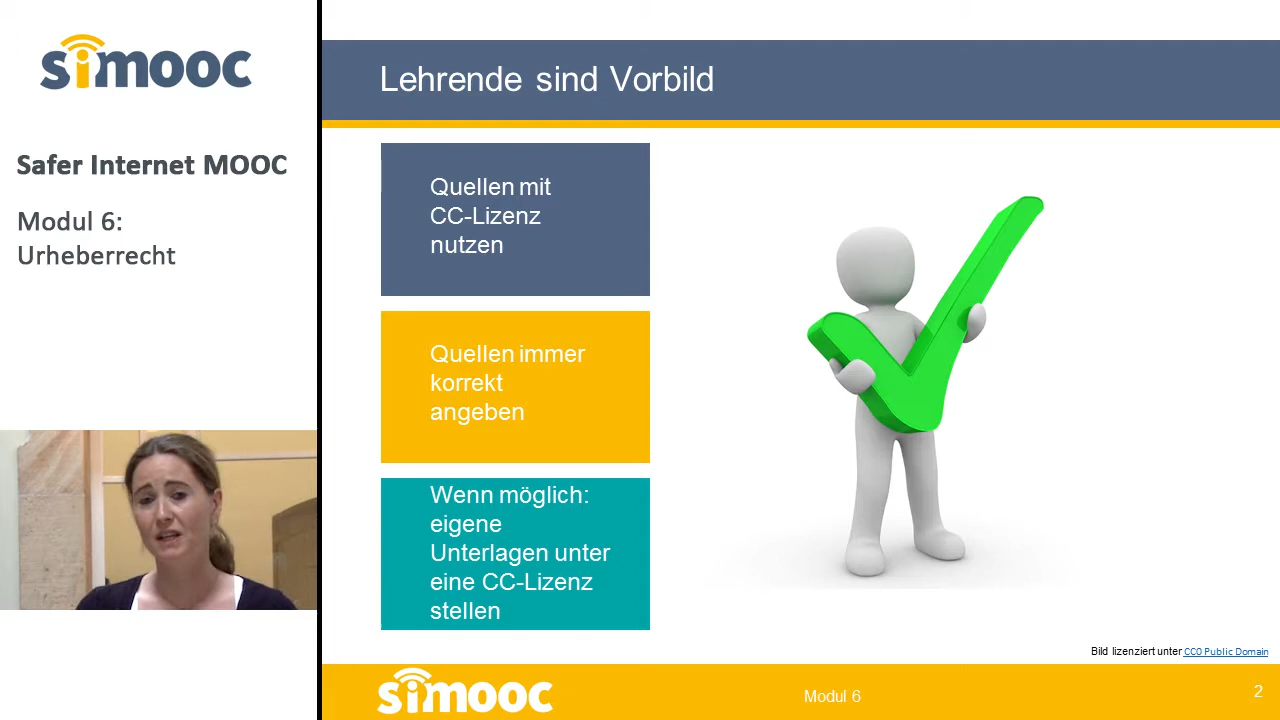 simooc
Safer Internet MOOC
Modul 6:
Urheberrecht
Lehrende sind Vorbild
Quellen mit
CC-Lizenz
nutzen
Quellen immer
korrekt
angeben
Wenn möglich:
eigene
Unterlagen unter
eine CC-Lizenz
stellen
Bild lizenziert unter CC0 Public Domain
simooc
Modul 6
2